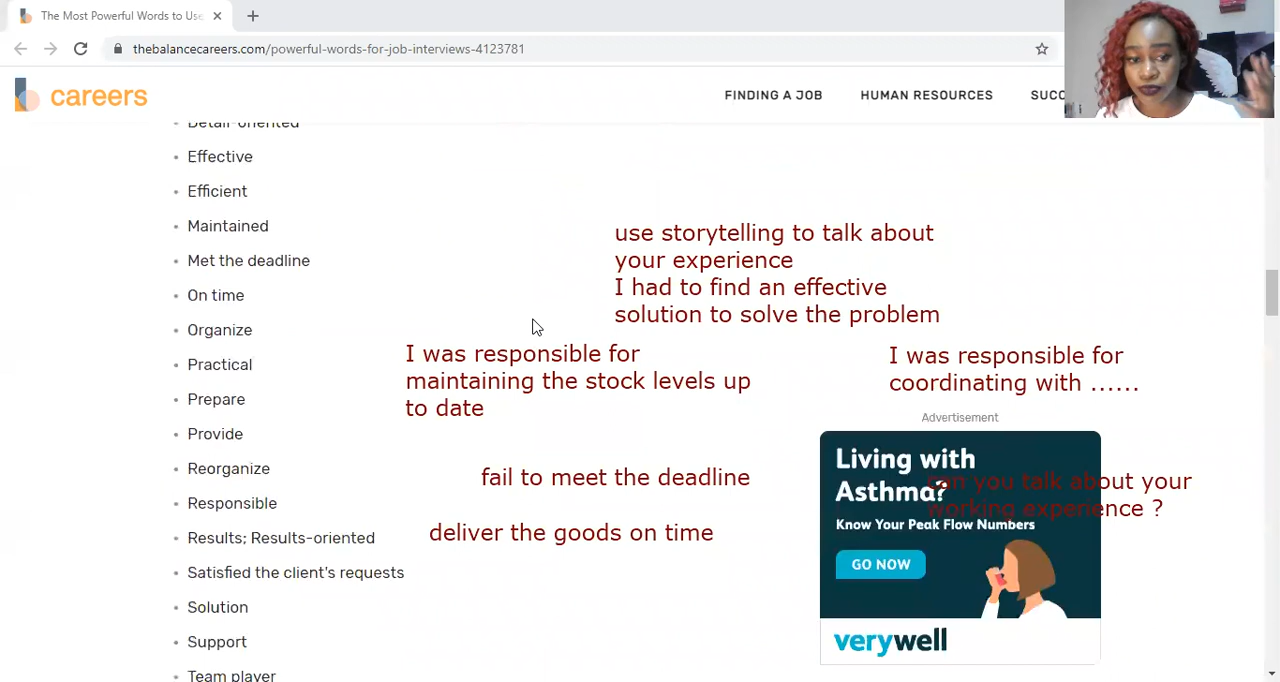 The Most Powerful Words to Use
thebalancecareers.com/powerful-words-for-job-interviews-4123781
careers
FINDING A JOB
HUMAN RESOURCES
SUCC
Detail-oriented
Effective
Efficient
Maintained
Met the deadline
On time
Organize
Practical
Prepare
Provide
Reorganize
Responsible
Results; Results-oriented
Satisfied the client's requests
Solution
Support
Team player
use storytelling to talk about
your experience
I had to find an effective
solution to solve the problem
I was responsible for
maintaining the stock levels up
to date
I was responsible for
coordinating with ......
fail to meet the deadline
deliver the goods on time
can you talk about your
working experience ?
Advertisement
Living with
Asthma?
Know Your Peak Flow Numbers
GO NOW
verywell